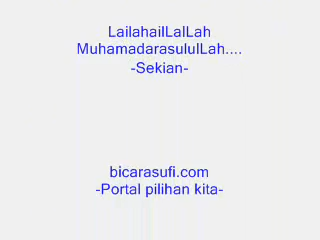 LailahailLalLah
MuhamadarasululLah....
-Sekian-
bicarasufi.com
-Portal pilihan kita-